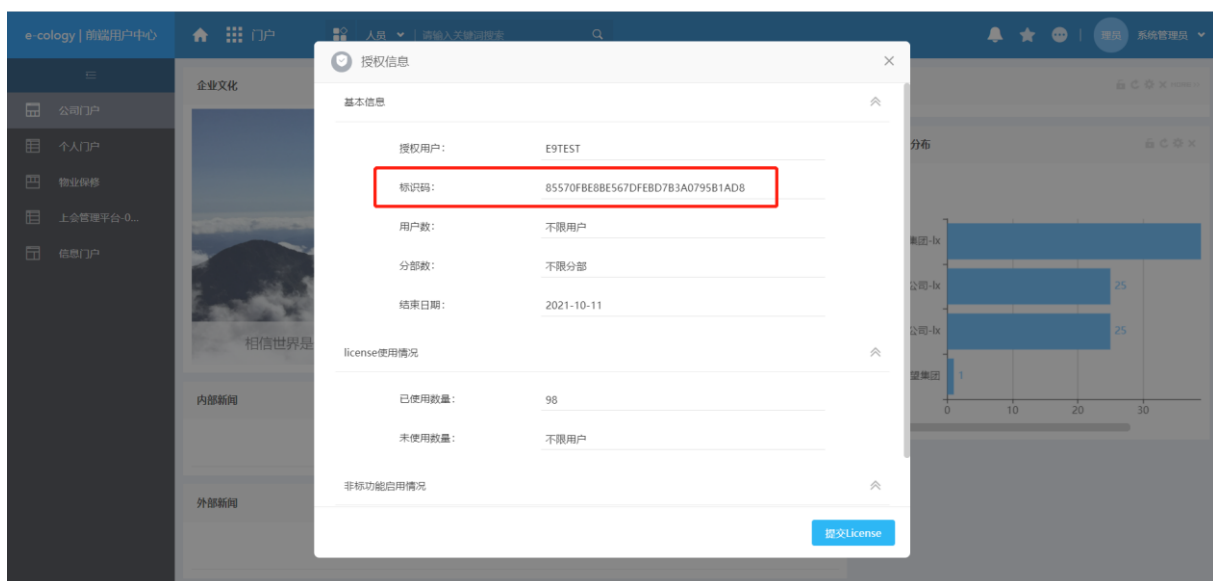 e-cology | 前端用户中心
门户
人员
请输入关键词搜索
理员
系统管理员
公司门户
个人门户
物业保修
上会管理平台-0...
信息门户
企业文化
相信世界是
内部新闻
外部新闻
授权信息
基本信息
授权用户: E9TEST
标识码: 85570FBE8BE567DFEBD7B3A0795B1AD8
用户数: 不限用户
分部数: 不限分部
结束日期: 2021-10-11
license使用情况
已使用数量: 98
未使用数量: 不限用户
非标功能启用情况
提交License
分布
集团-lx
公司-lx
25
公司-lx
25
望集团
1
0 10 20 30